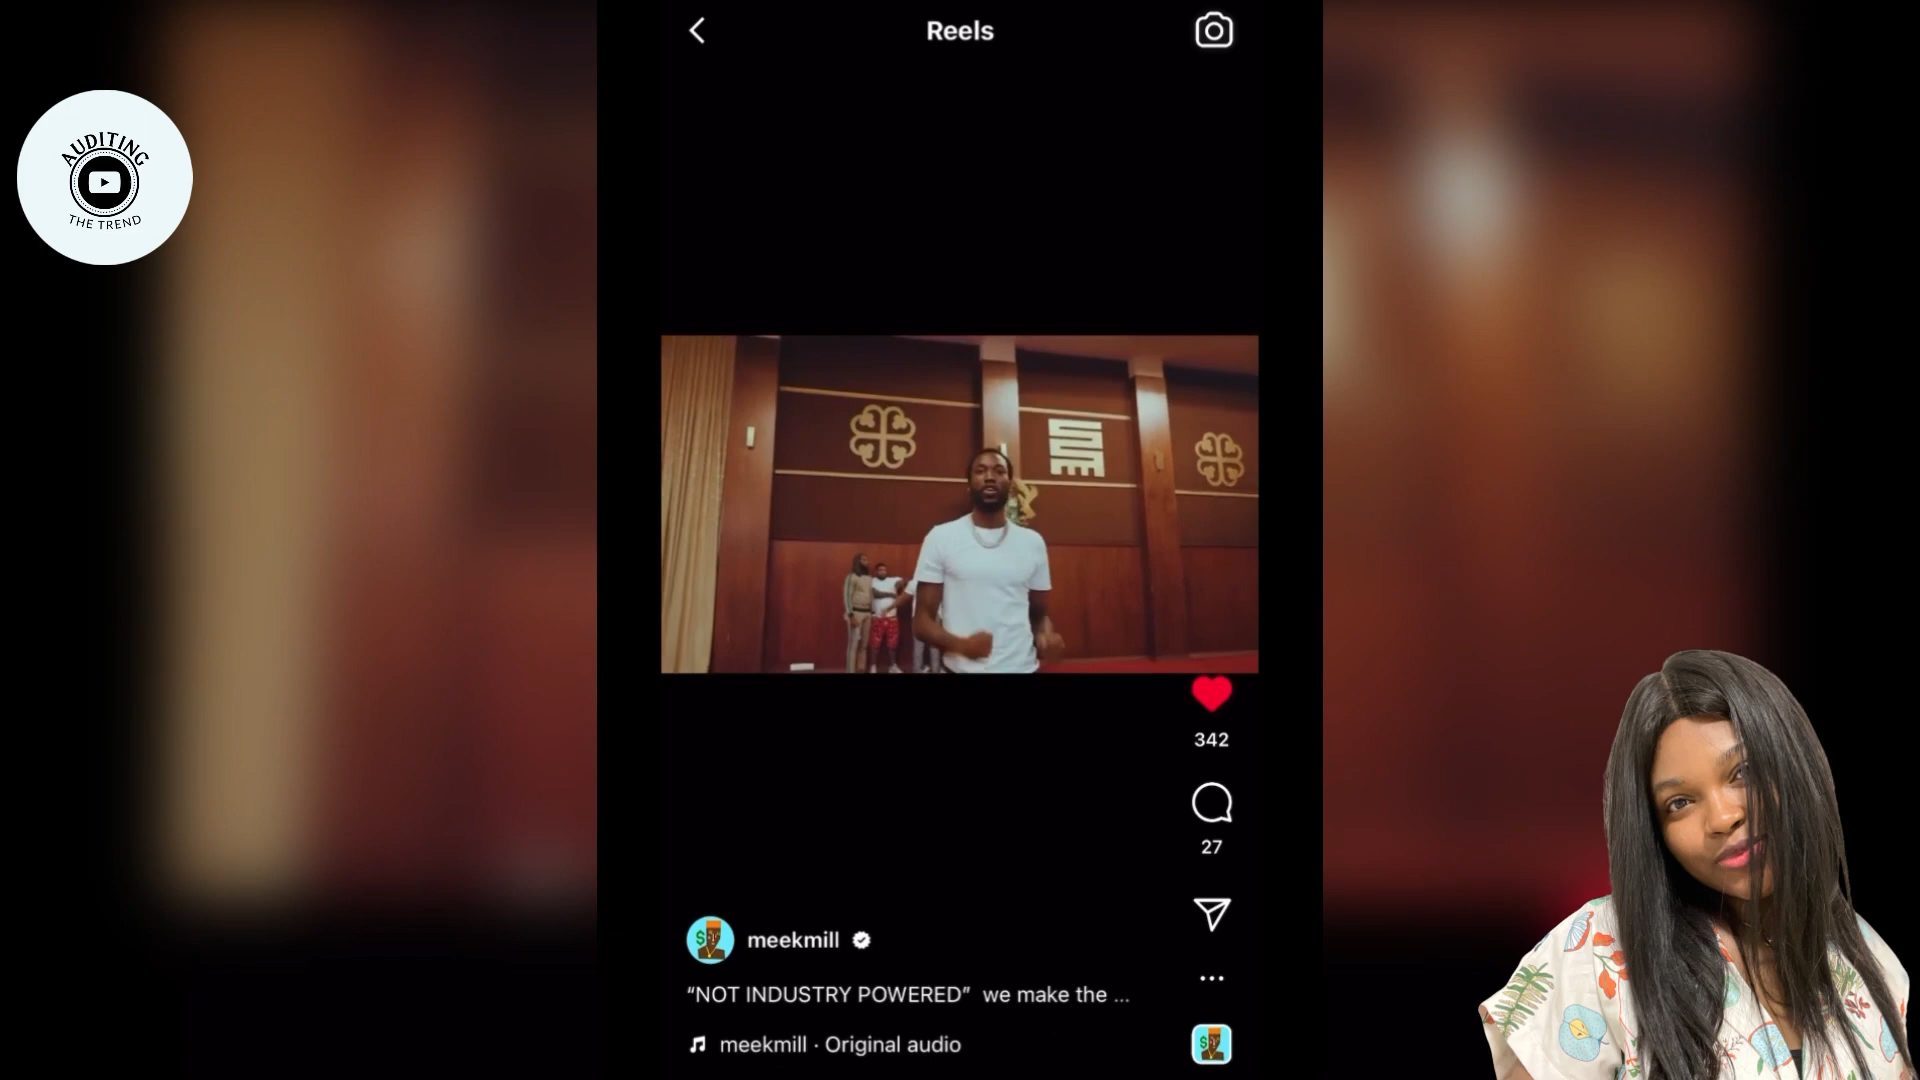 Reels
AUDITING
THE TREND
342
27
meekmill
“NOT INDUSTRY POWERED” we make the ...
meekmill · Original audio